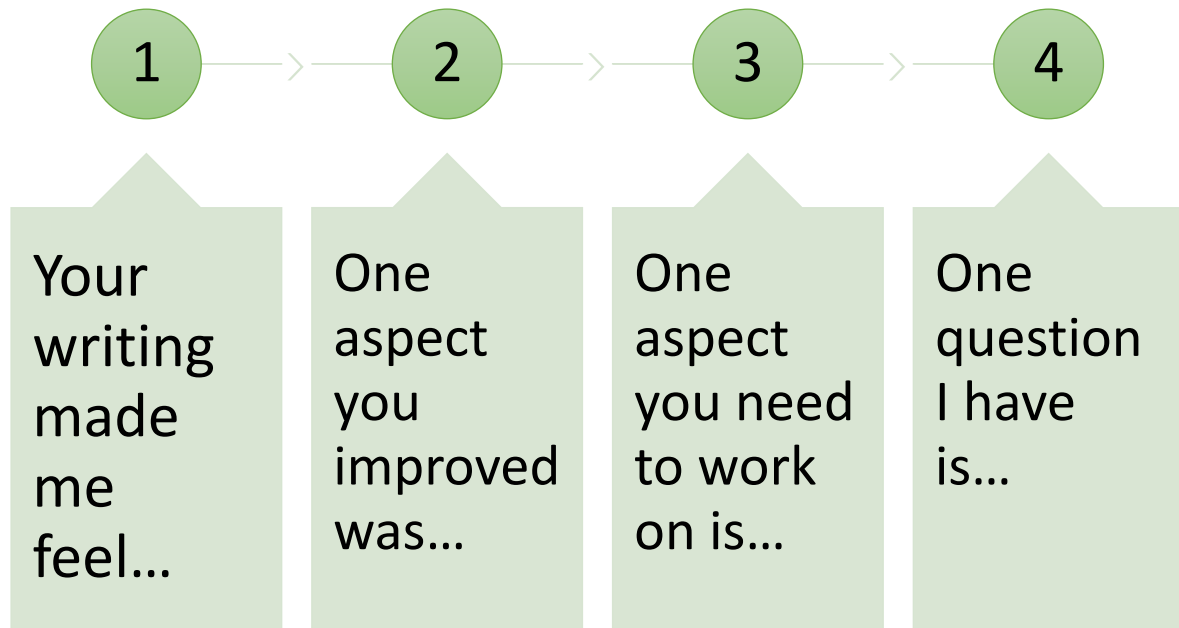 1
2
3
4
Your
writing
made
me
feel…
One
aspect
you
improved
was…
One
aspect
you need
to work
on is…
One
question
I have
is…